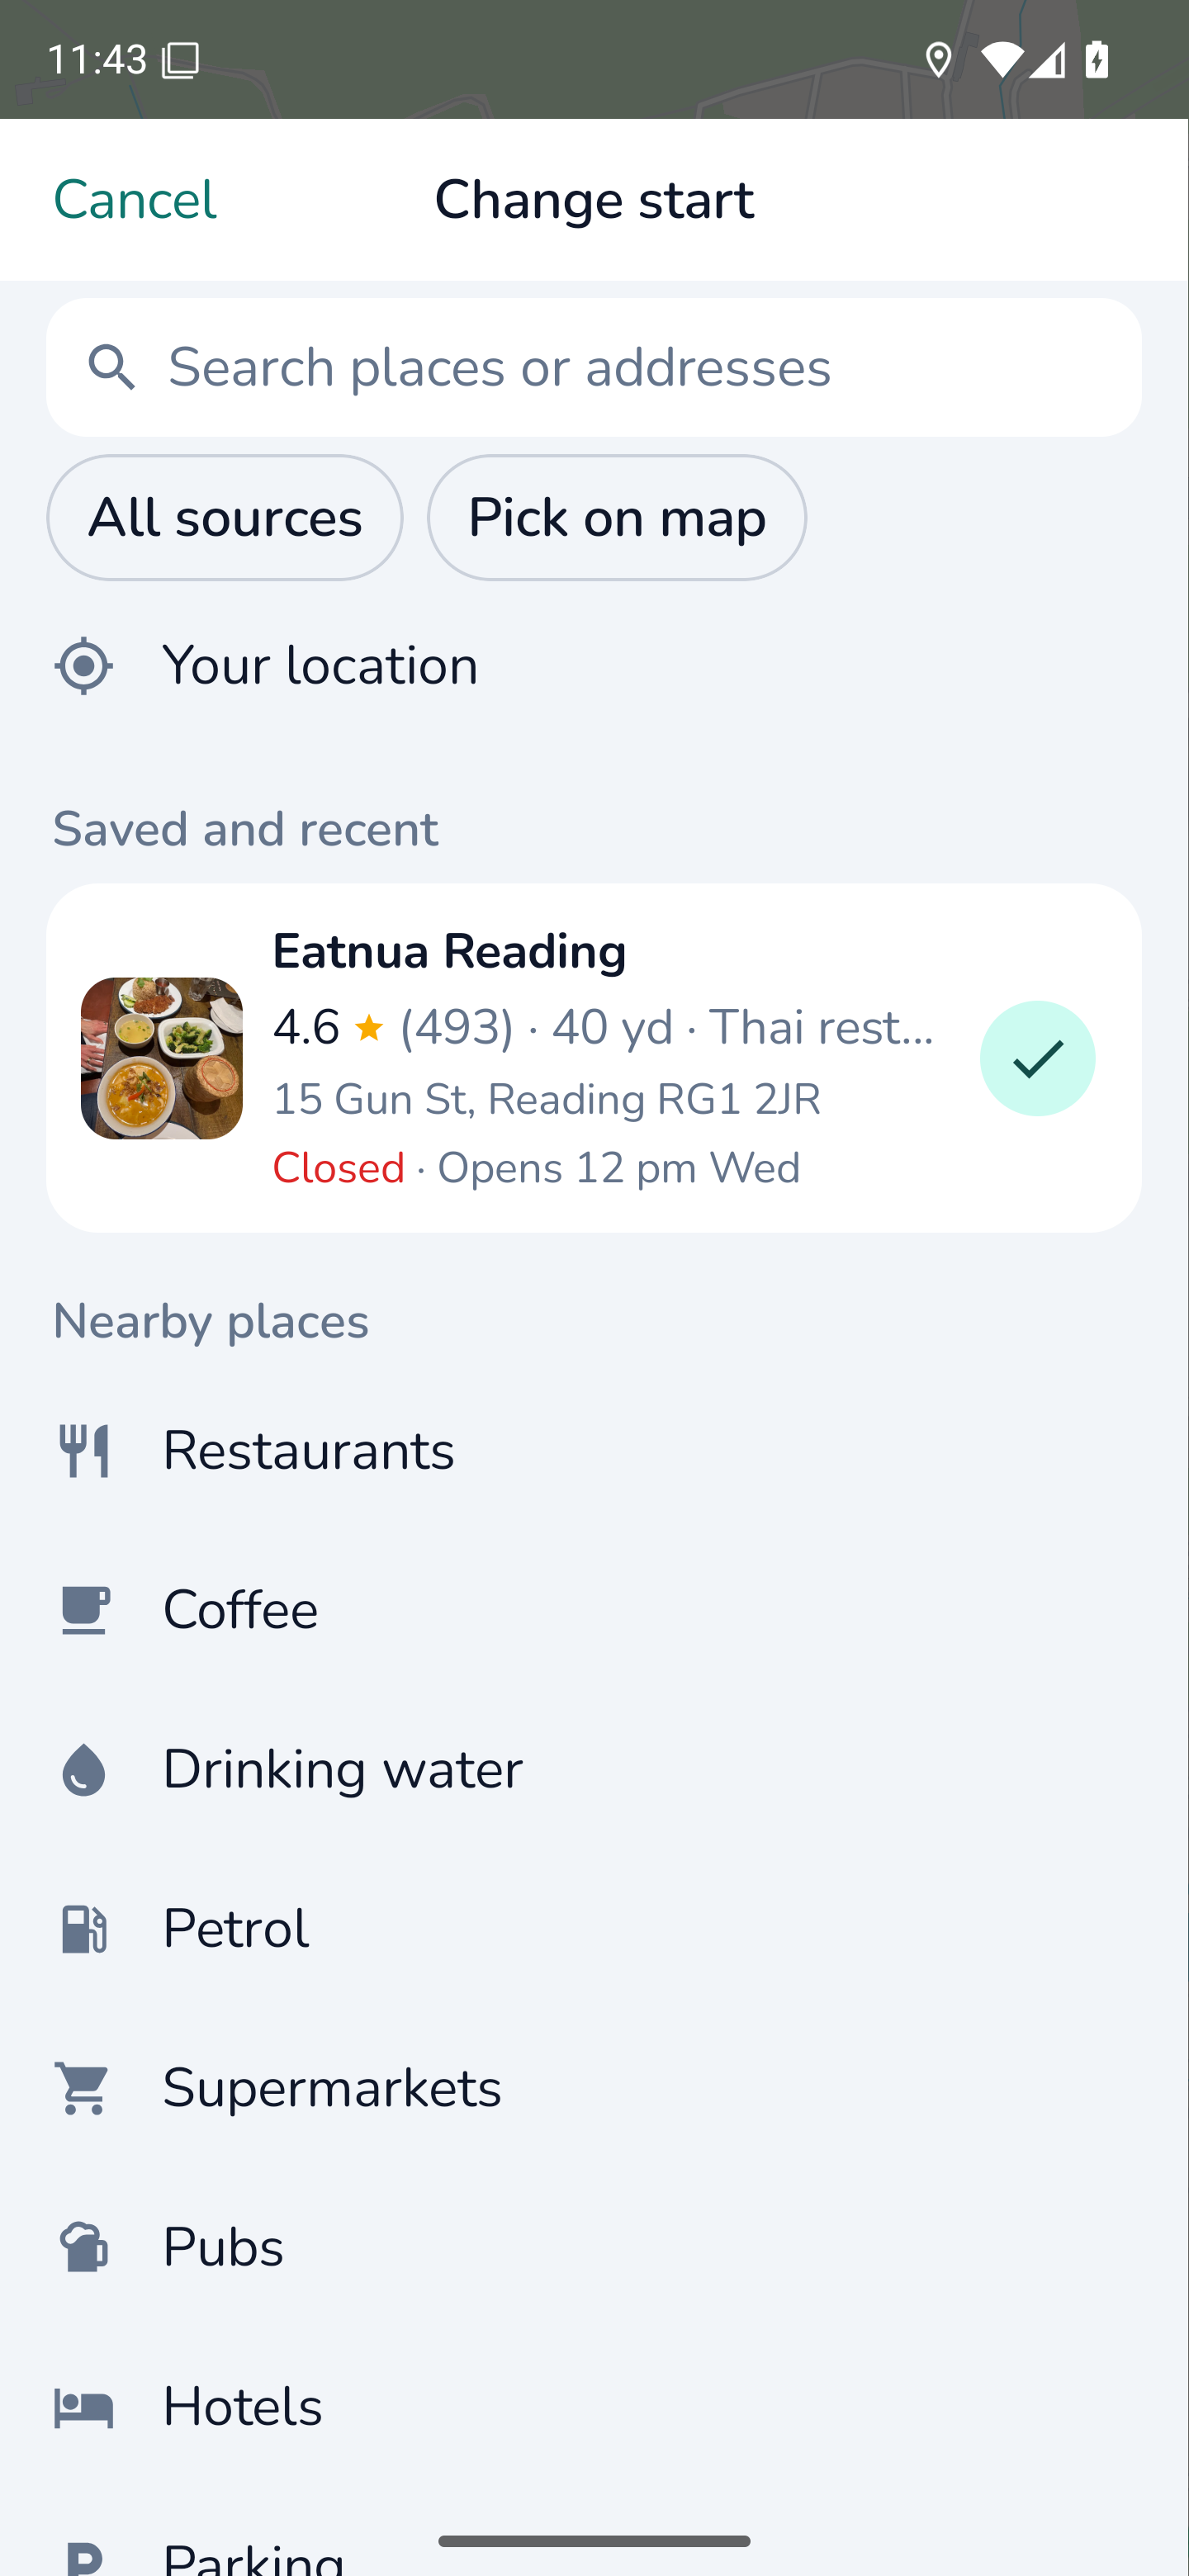 11:43
Cancel
Change start
Search places or addresses
All sources
Pick on map
Your location
Saved and recent
Eatnua Reading
4.6 ★ (493) · 40 yd · Thai rest...
15 Gun St, Reading RG1 2JR
Closed · Opens 12 pm Wed
Nearby places
Restaurants
Coffee
Drinking water
Petrol
Supermarkets
Pubs
Hotels
Parking